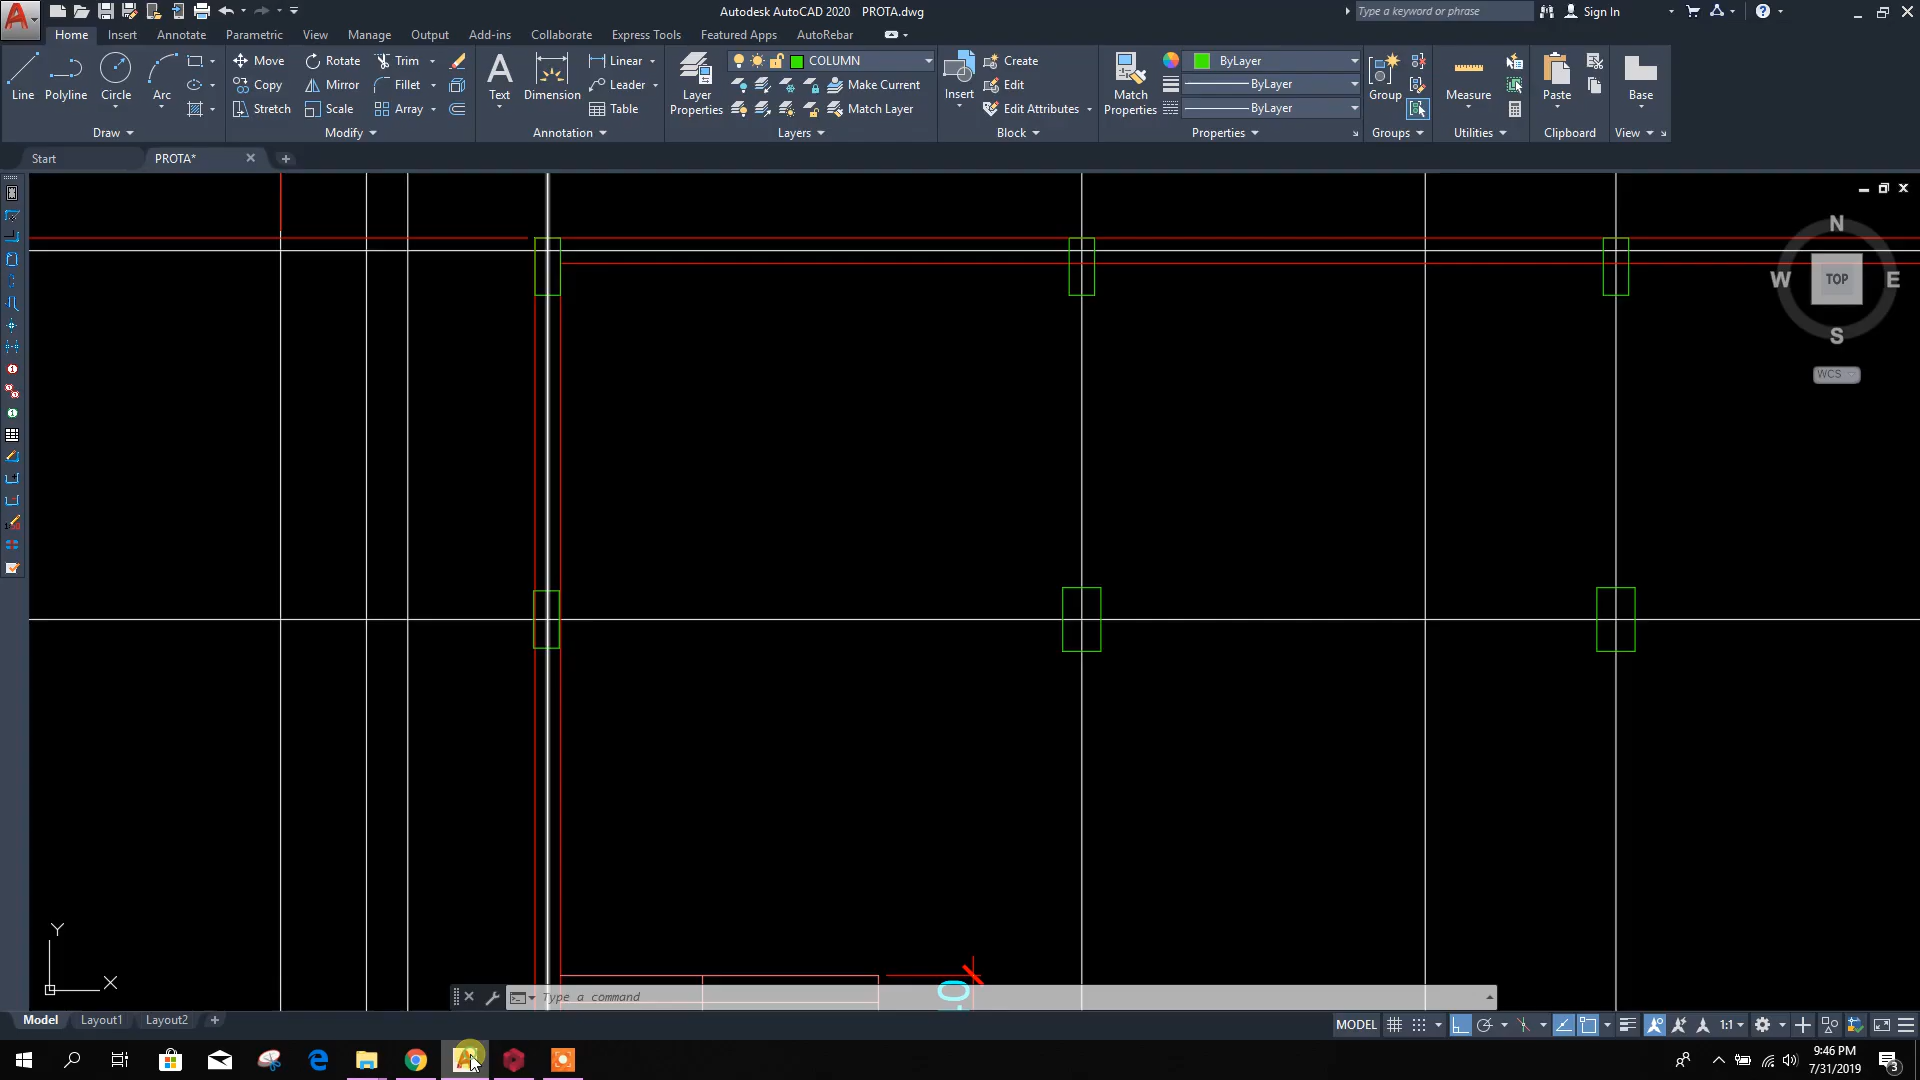 Autodesk AutoCAD 2020 PROTA.dwg
Type a keyword or phrase
Sign In
Home Insert Annotate Parametric View Manage Output Add-ins Collaborate Express Tools Featured Apps AutoRebar
Line Polyline Circle Arc
Move Rotate Trim
Copy Mirror Fillet
Stretch Scale Array
Text Dimension
Linear
Leader
Table
Layer Properties
COLUMN
Make Current
Match Layer
Insert
Create
Edit
Edit Attributes
Match Properties
ByLayer
ByLayer
ByLayer
Group
Measure
Paste
Base
Draw Modify Annotation Layers Block Properties Groups Utilities Clipboard View
Start PROTA*
N
W TOP E
S
WCS
Y
X
0
Type a command
Model Layout1 Layout2
MODEL 1:1
9:46 PM
7/31/2019
3